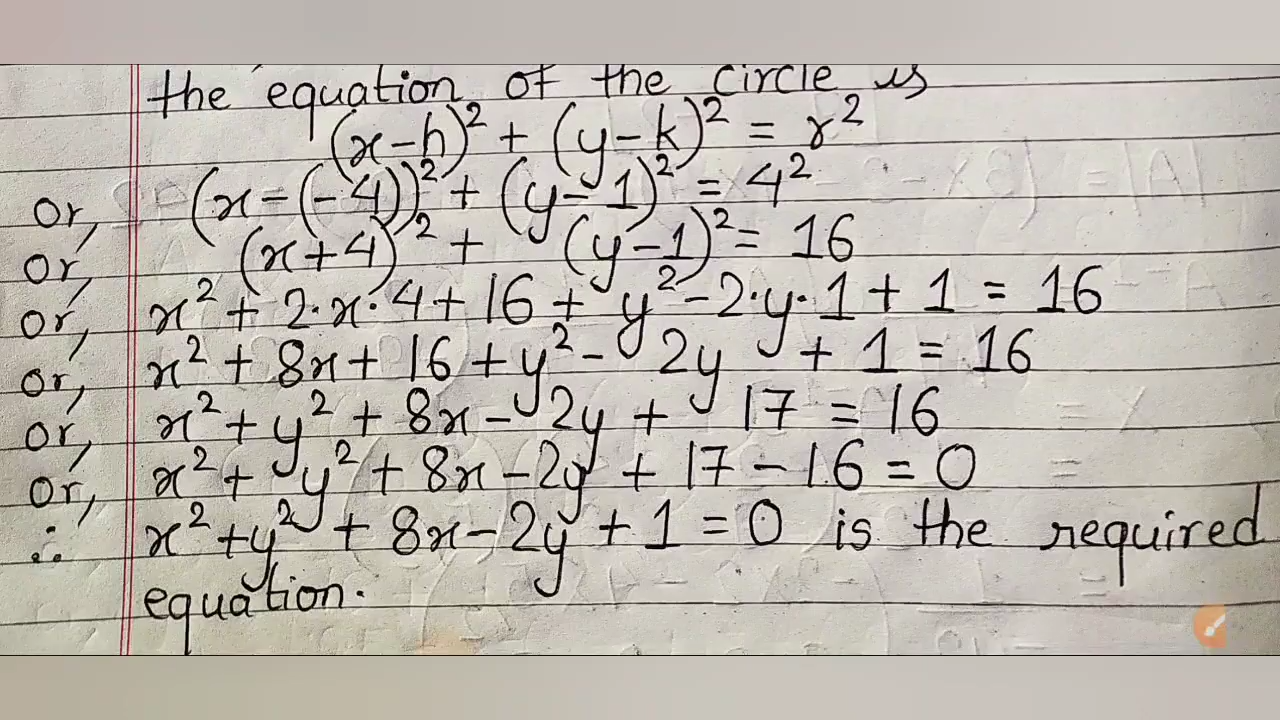 the equation of the circle is
(x-h)² + (y-k)² = r²
Or, (x-(-4))² + (y-1)² = 4²
Or, (x+4)² + (y-1)² = 16
Or, x² + 2·x·4 + 16 + y² - 2·y·1 + 1 = 16
Or, x² + 8x + 16 + y² - 2y + 1 = 16
Or, x² + y² + 8x - 2y + 17 = 16
Or, x² + y² + 8x - 2y + 17 - 16 = 0
∴ x² + y² + 8x - 2y + 1 = 0 is the required
equation.